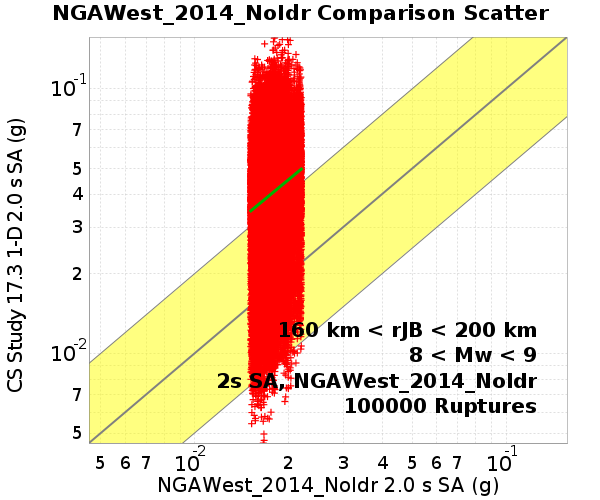 NGAWest_2014_NoIdr Comparison Scatter
CS Study 17.3 1-D 2.0 s SA (g)
10-1
7
5
4
3
2
10-2
7
5
160 km < rJB < 200 km
8 < Mw < 9
2s SA, NGAWest_2014_NoIdr
100000 Ruptures
5 6 7 10-2 2 3 4 5 6 7 10-1
NGAWest_2014_NoIdr 2.0 s SA (g)